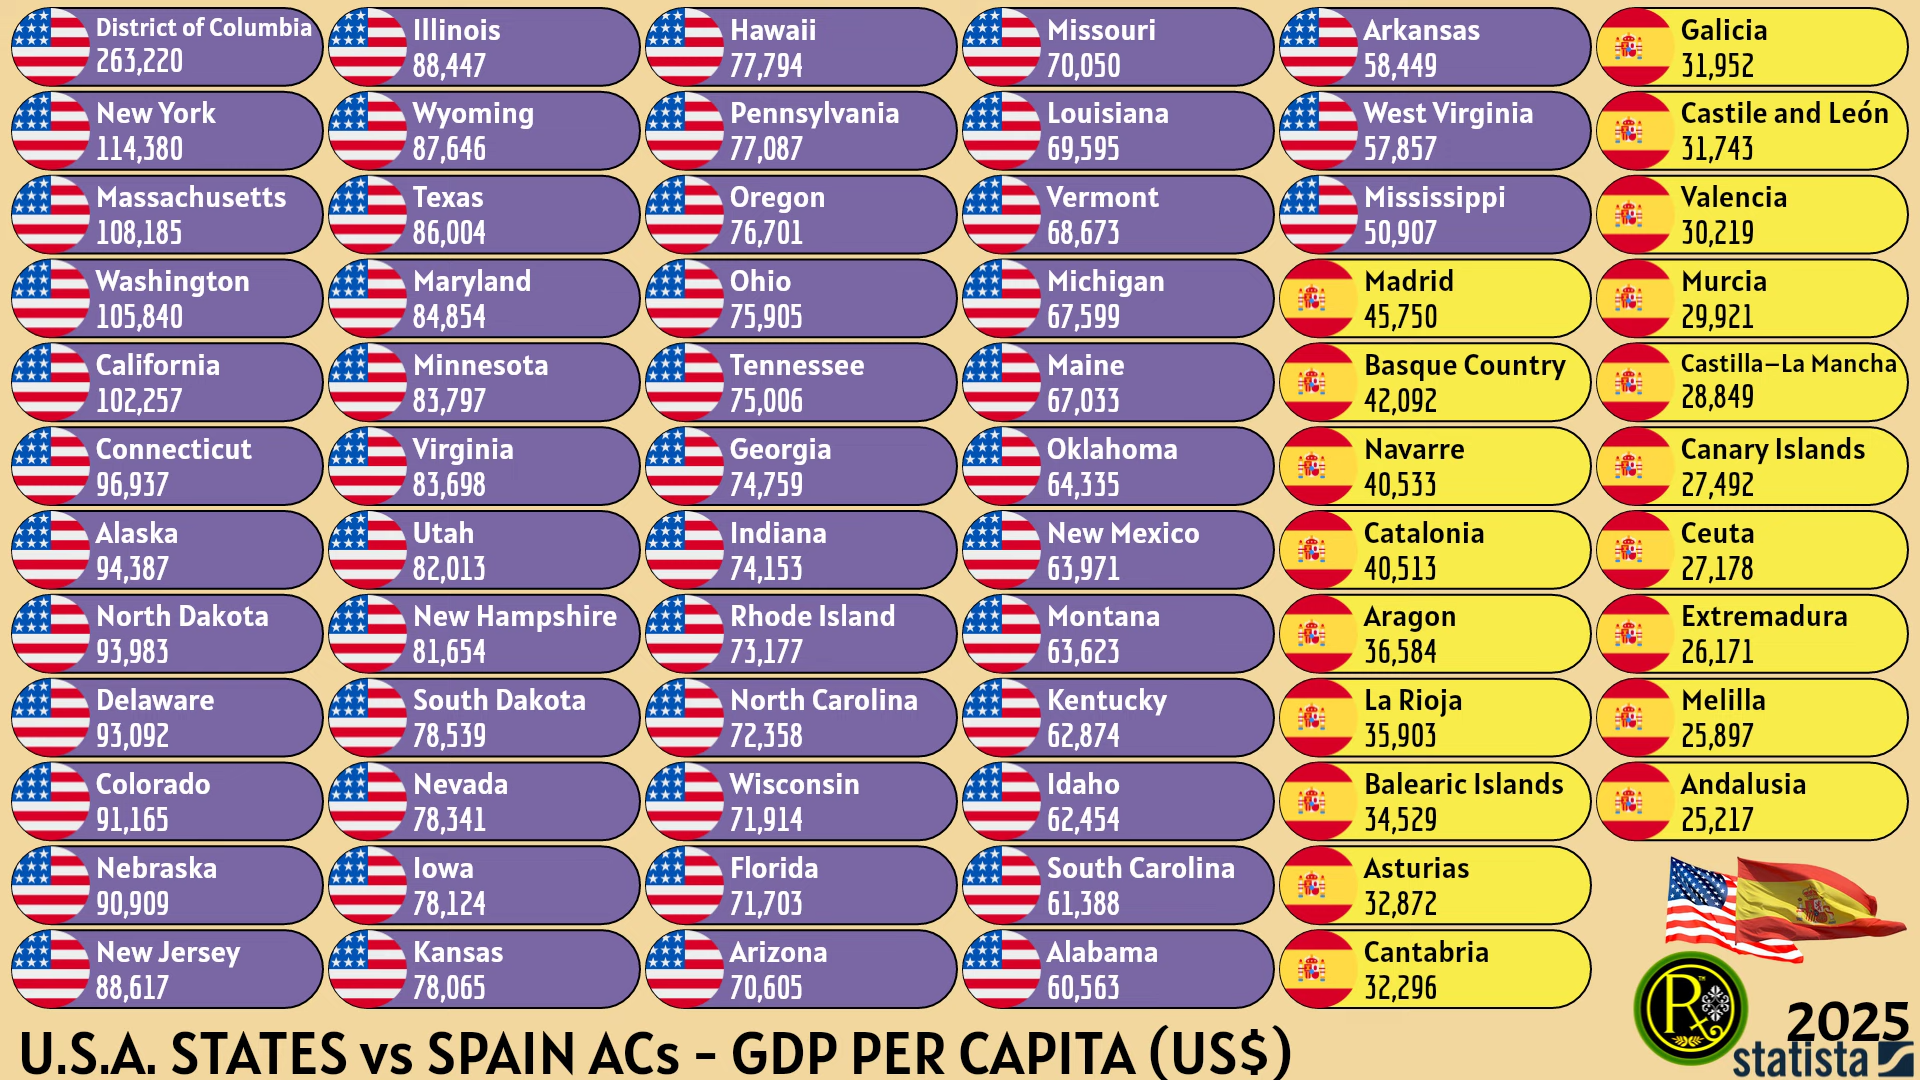 District of Columbia
263,220
New York
114,380
Massachusetts
108,185
Washington
105,840
California
102,257
Connecticut
96,937
Alaska
94,387
North Dakota
93,983
Delaware
93,092
Colorado
91,165
Nebraska
90,909
New Jersey
88,617
Illinois
88,447
Wyoming
87,646
Texas
86,004
Maryland
84,854
Minnesota
83,797
Virginia
83,698
Utah
82,013
New Hampshire
81,654
South Dakota
78,539
Nevada
78,341
Iowa
78,124
Kansas
78,065
Hawaii
77,794
Pennsylvania
77,087
Oregon
76,701
Ohio
75,905
Tennessee
75,006
Georgia
74,759
Indiana
74,153
Rhode Island
73,177
North Carolina
72,358
Wisconsin
71,914
Florida
71,703
Arizona
70,605
Missouri
70,050
Louisiana
69,595
Vermont
68,673
Michigan
67,599
Maine
67,033
Oklahoma
64,335
New Mexico
63,971
Montana
63,623
Kentucky
62,874
Idaho
62,454
South Carolina
61,388
Alabama
60,563
Arkansas
58,449
West Virginia
57,857
Mississippi
50,907
Madrid
45,750
Basque Country
42,092
Navarre
40,533
Catalonia
40,513
Aragon
36,584
La Rioja
35,903
Balearic Islands
34,529
Asturias
32,872
Cantabria
32,296
Galicia
31,952
Castile and León
31,743
Valencia
30,219
Murcia
29,921
Castilla–La Mancha
28,849
Canary Islands
27,492
Ceuta
27,178
Extremadura
26,171
Melilla
25,897
Andalusia
25,217
Rx™
2025
statista
U.S.A. STATES vs SPAIN ACs - GDP PER CAPITA (US$)